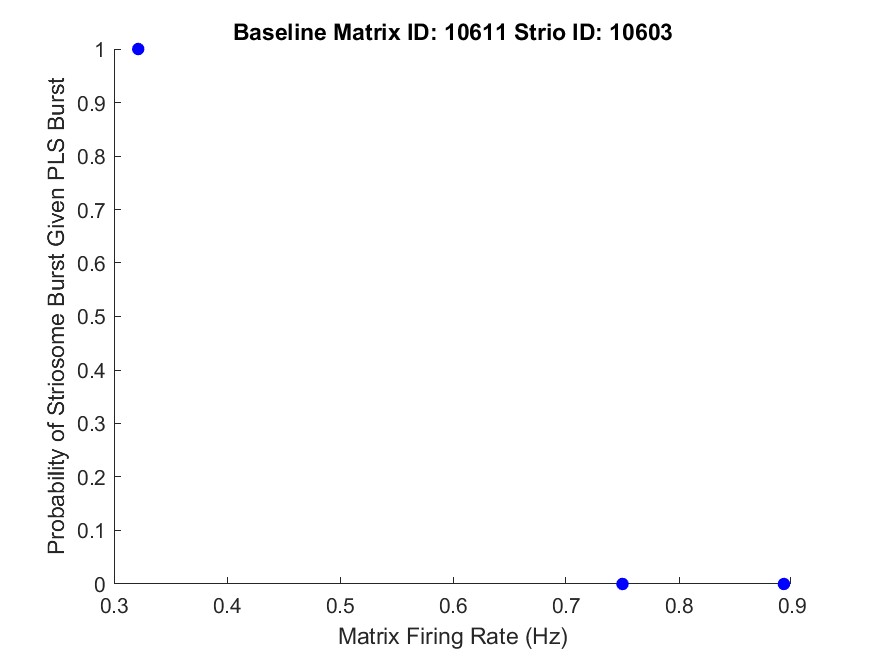 Baseline Matrix ID: 10611 Strio ID: 10603
Probability of Striosome Burst Given PLS Burst
1
0.9
0.8
0.7
0.6
0.5
0.4
0.3
0.2
0.1
0
0.3 0.4 0.5 0.6 0.7 0.8 0.9
Matrix Firing Rate (Hz)